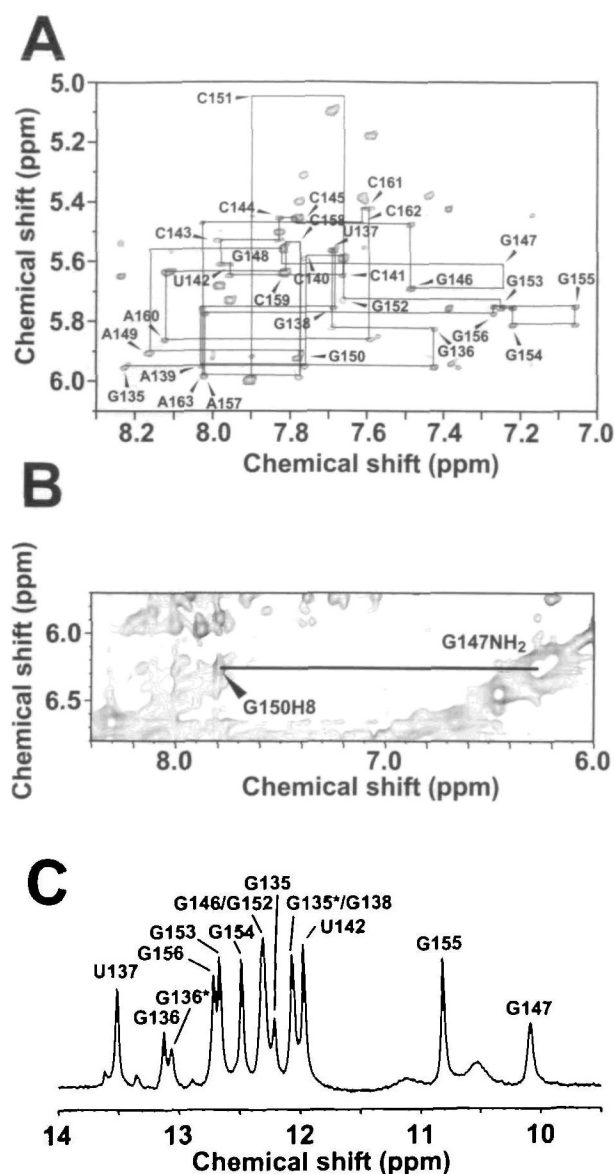 A
5.0
5.2
5.4
5.6
5.8
6.0
Chemical shift (ppm)
C151
C161
C145
C144
C162
C158
C143
U137
G147
G148
C140
C141
G146
G153
U142
G155
C159
G152
A160
G138
G156
G136
G154
A149
G150
A139
G135
A163
A157
8.2 8.0 7.8 7.6 7.4 7.2 7.0
Chemical shift (ppm)
B
6.0
6.5
Chemical shift (ppm)
G147NH2
G150H8
8.0 7.0 6.0
Chemical shift (ppm)
C
G135
G146/G152
G135*/G138
G153
G154
U142
G156
G155
U137
G136*
G136
G147
14 13 12 11 10
Chemical shift (ppm)